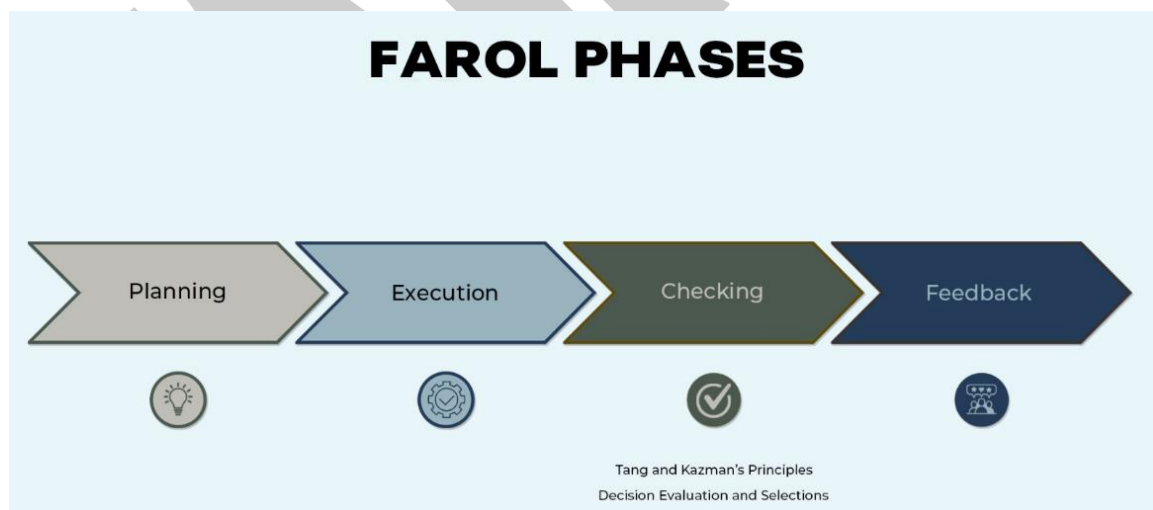 FAROL PHASES
Planning
Execution
Checking
Feedback
Tang and Kazman's Principles
Decision Evaluation and Selections